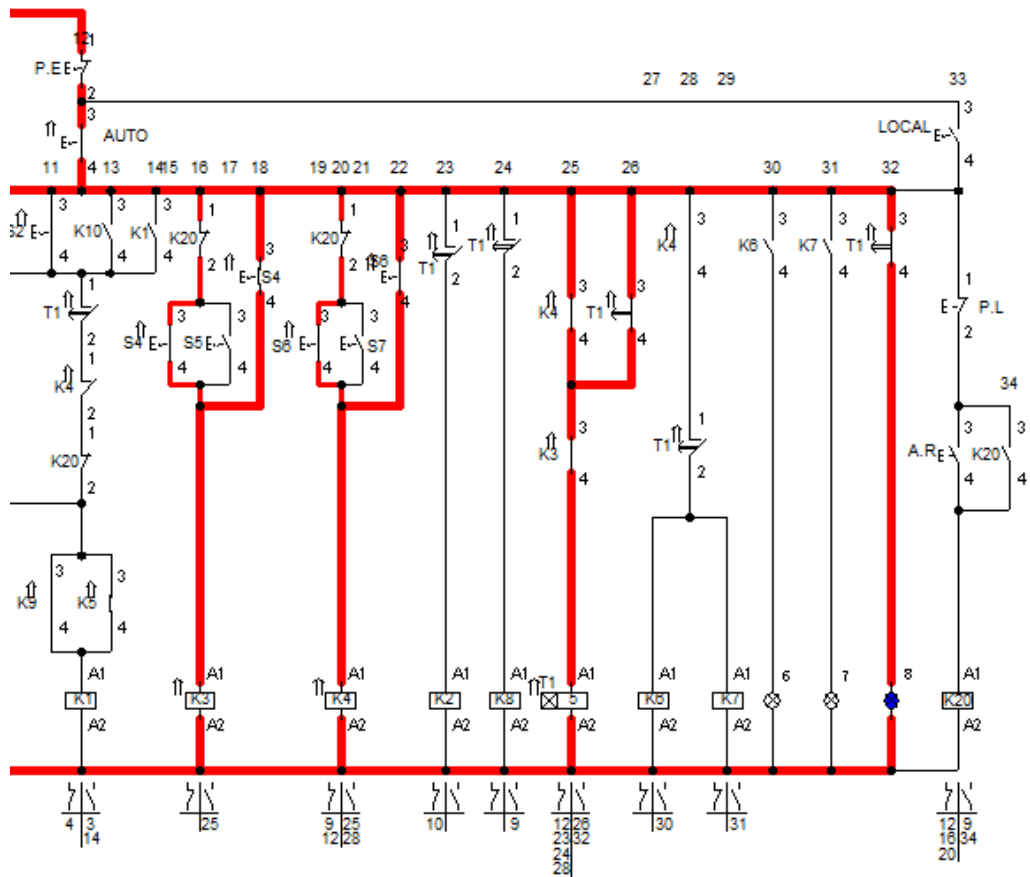 12 1
P.E
2
27 28 29 33
3
3
AUTO
LOCAL
4
4
11 13 14 15 16 17 18 19 20 21 22 23 24 25 26 30 31 32
3 3 3 1 1 1 1 3 3 3
S2 K10 K1 K20 3 K20 S6 3 T1 T1 K4 K6 K7 T1
4 4 4 2 S4 2 2 2 4 4 4 4
1 4 4 1
T1 3 3 3 3 3 3 P.L
K4 T1
2 S4 S5 S6 S7 4 4 2
1 4 4 4 4
K4 34
2 3 1 3 3
1 K3 T1 A.R K20
K20 4 2 4 4
2
3 3
K9 K5
4 4
A1 A1 A1 A1 A1 T1 A1 A1 A1 6 7 8 A1
K1 K3 K4 K2 K8 5 K6 K7 K20
A2 A2 A2 A2 A2 A2 A2 A2 A2
4 3 25 9 25 10 9 12 26 30 31 12 9
14 12 28 23 32 16 34
24 20
28